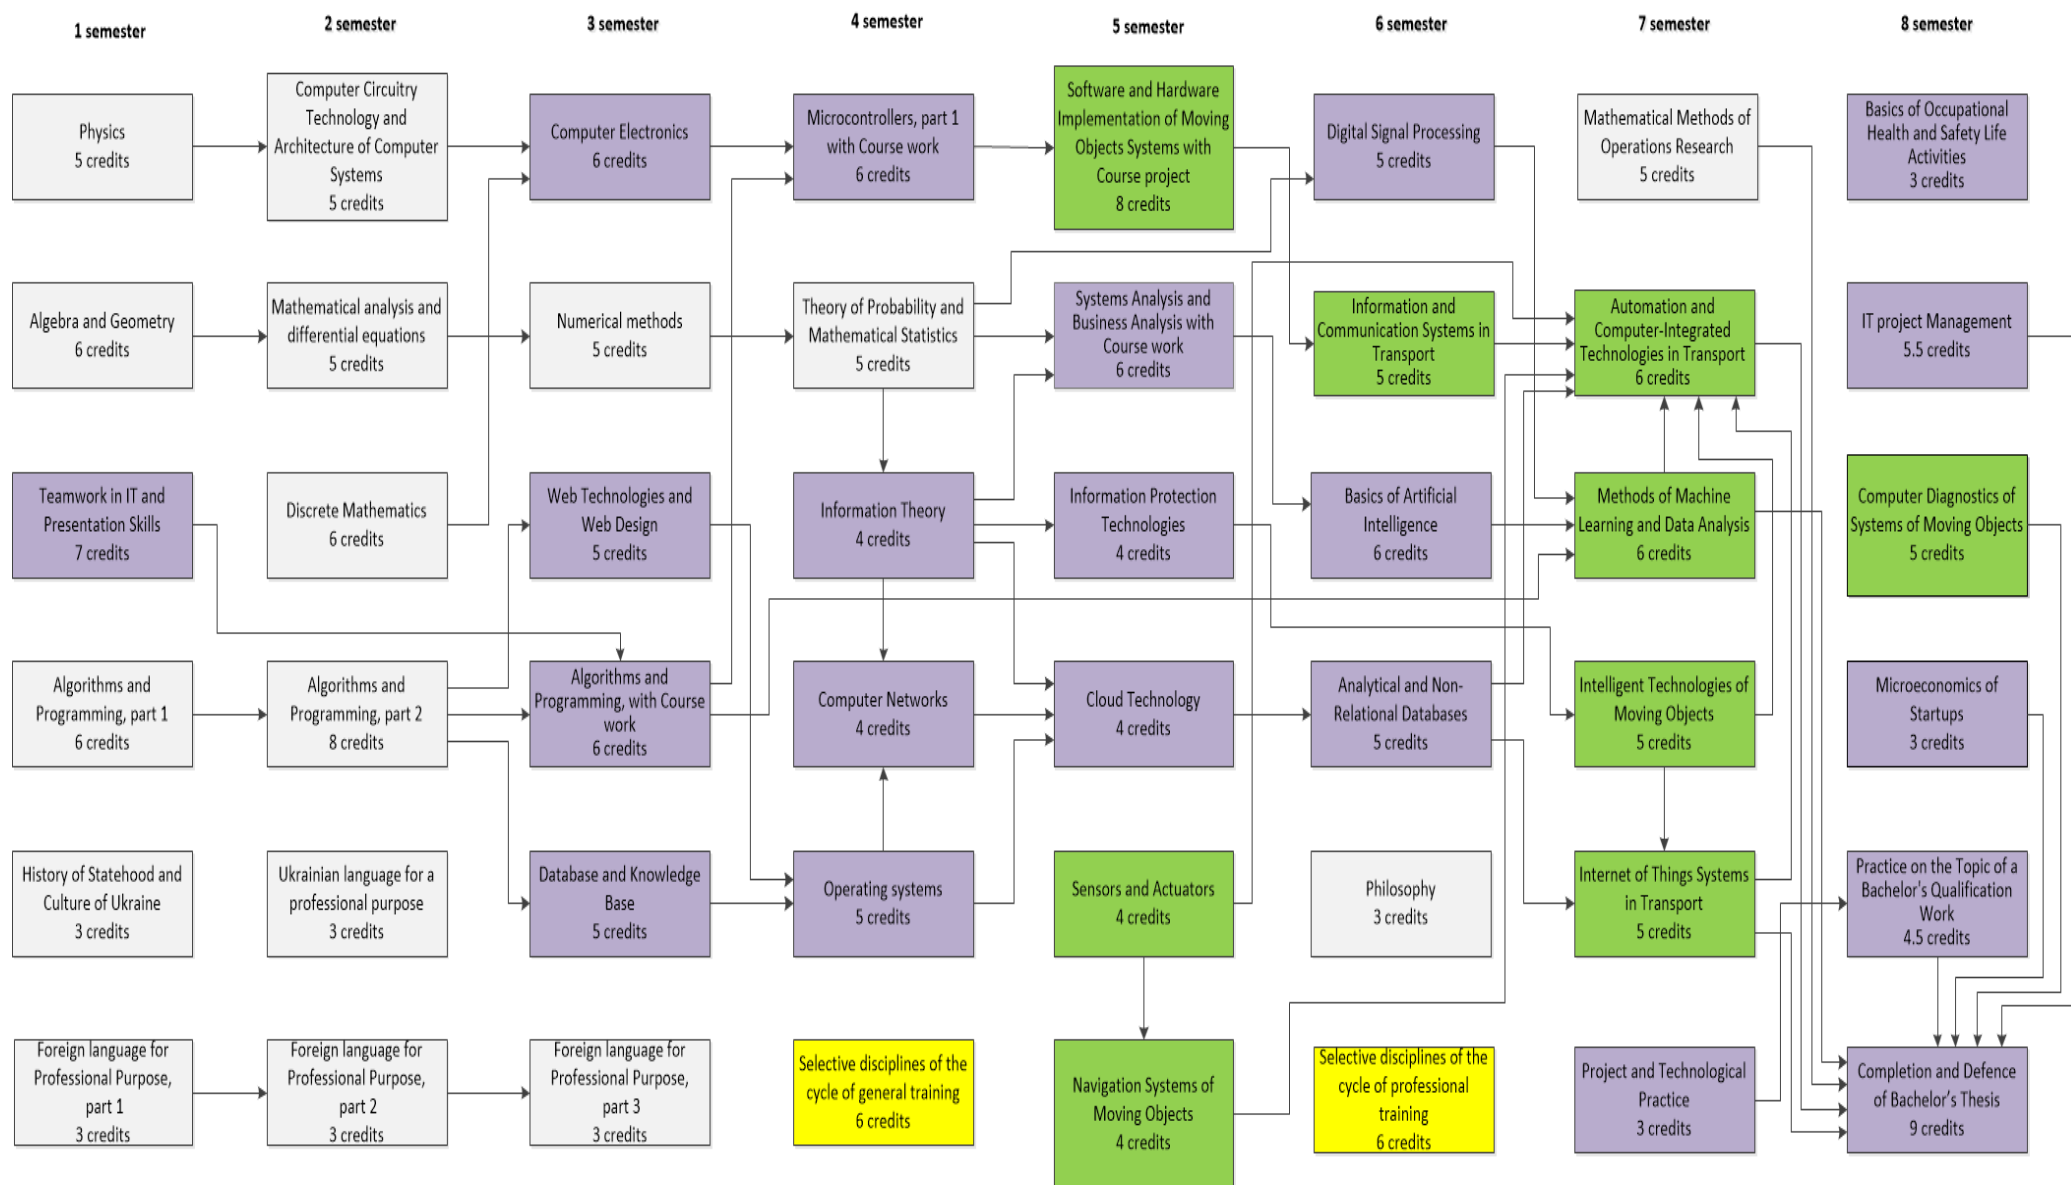 1 semester
2 semester
3 semester
4 semester
5 semester
6 semester
7 semester
8 semester
Physics
5 credits
Computer Circuitry
Technology and
Architecture of Computer
Systems
5 credits
Computer Electronics
6 credits
Microcontrollers, part 1
with Course work
6 credits
Software and Hardware
Implementation of Moving
Objects Systems with
Course project
8 credits
Digital Signal Processing
5 credits
Mathematical Methods of
Operations Research
5 credits
Basics of Occupational
Health and Safety Life
Activities
3 credits
Algebra and Geometry
6 credits
Mathematical analysis and
differential equations
5 credits
Numerical methods
5 credits
Theory of Probability and
Mathematical Statistics
5 credits
Systems Analysis and
Business Analysis with
Course work
6 credits
Information and
Communication Systems in
Transport
5 credits
Automation and
Computer-Integrated
Technologies in Transport
6 credits
IT project Management
5.5 credits
Teamwork in IT and
Presentation Skills
7 credits
Discrete Mathematics
6 credits
Web Technologies and
Web Design
5 credits
Information Theory
4 credits
Information Protection
Technologies
4 credits
Basics of Artificial
Intelligence
6 credits
Methods of Machine
Learning and Data Analysis
6 credits
Computer Diagnostics of
Systems of Moving Objects
5 credits
Algorithms and
Programming, part 1
6 credits
Algorithms and
Programming, part 2
8 credits
Algorithms and
Programming, with Course
work
6 credits
Computer Networks
4 credits
Cloud Technology
4 credits
Analytical and Non-
Relational Databases
5 credits
Intelligent Technologies of
Moving Objects
5 credits
Microeconomics of
Startups
3 credits
History of Statehood and
Culture of Ukraine
3 credits
Ukrainian language for a
professional purpose
3 credits
Database and Knowledge
Base
5 credits
Operating systems
5 credits
Sensors and Actuators
4 credits
Philosophy
3 credits
Internet of Things Systems
in Transport
5 credits
Practice on the Topic of a
Bachelor's Qualification
Work
4.5 credits
Foreign language for
Professional Purpose,
part 1
3 credits
Foreign language for
Professional Purpose,
part 2
3 credits
Foreign language for
Professional Purpose,
part 3
3 credits
Selective disciplines of the
cycle of general training
6 credits
Navigation Systems of
Moving Objects
4 credits
Selective disciplines of the
cycle of professional
training
6 credits
Project and Technological
Practice
3 credits
Completion and Defence
of Bachelor’s Thesis
9 credits